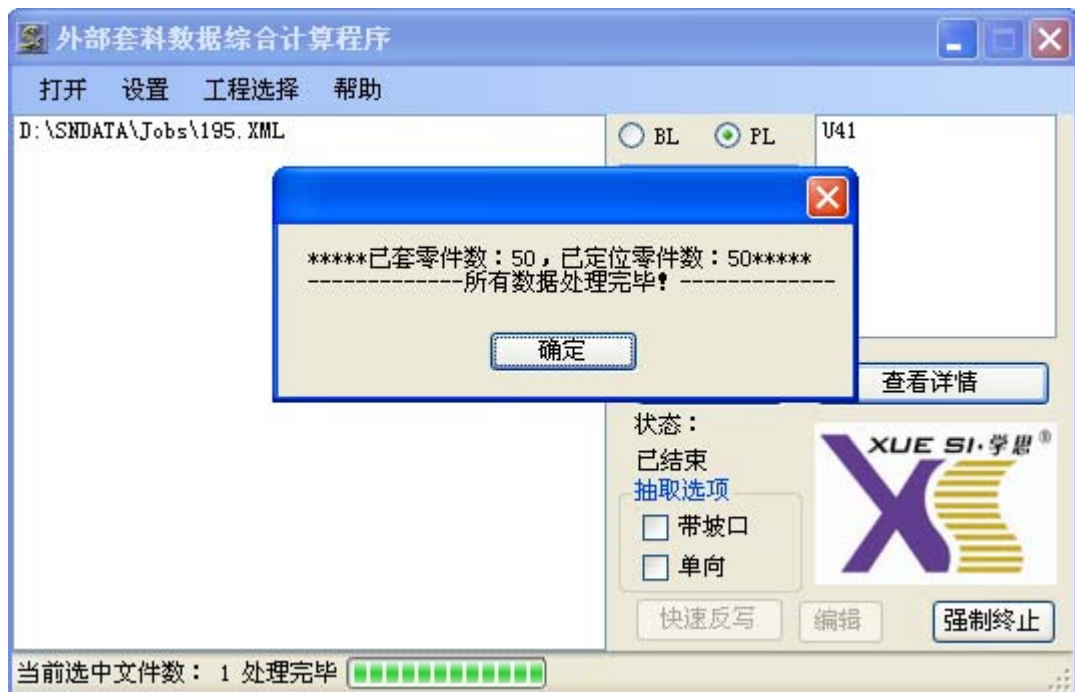 外部套料数据综合计算程序
打开 设置 工程选择 帮助
D:\SNDATA\Jobs\195.XML
BL PL U41
*****已套零件数：50，已定位零件数：50*****
-------------所有数据处理完毕! -------------
确定
查看详情
状态：
已结束
抽取选项
带坡口
单向
XUE SI·学思®
快速反写 编辑 强制终止
当前选中文件数： 1 处理完毕